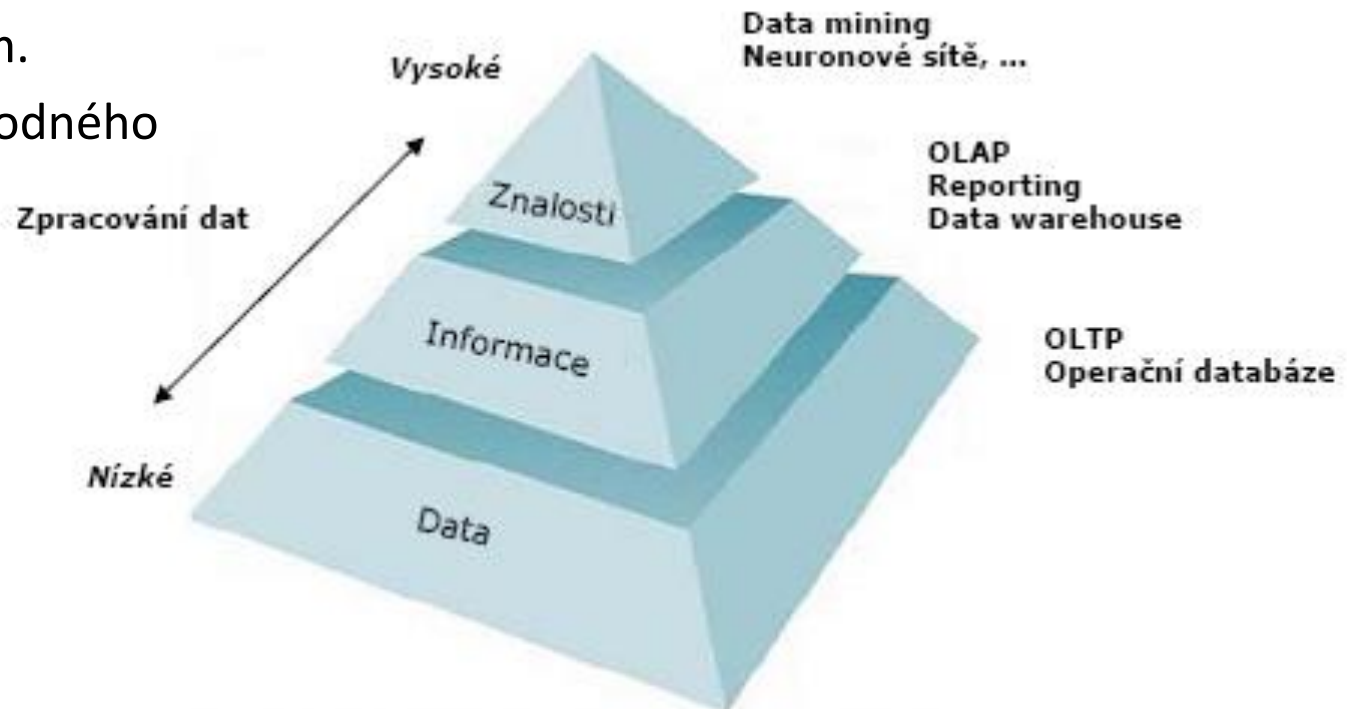 n.
odného
Data mining
Neuronové sítě, ...
Vysoké
OLAP
Reporting
Data warehouse
Zpracování dat
Znalosti
Informace
OLTP
Operační databáze
Nízké
Data